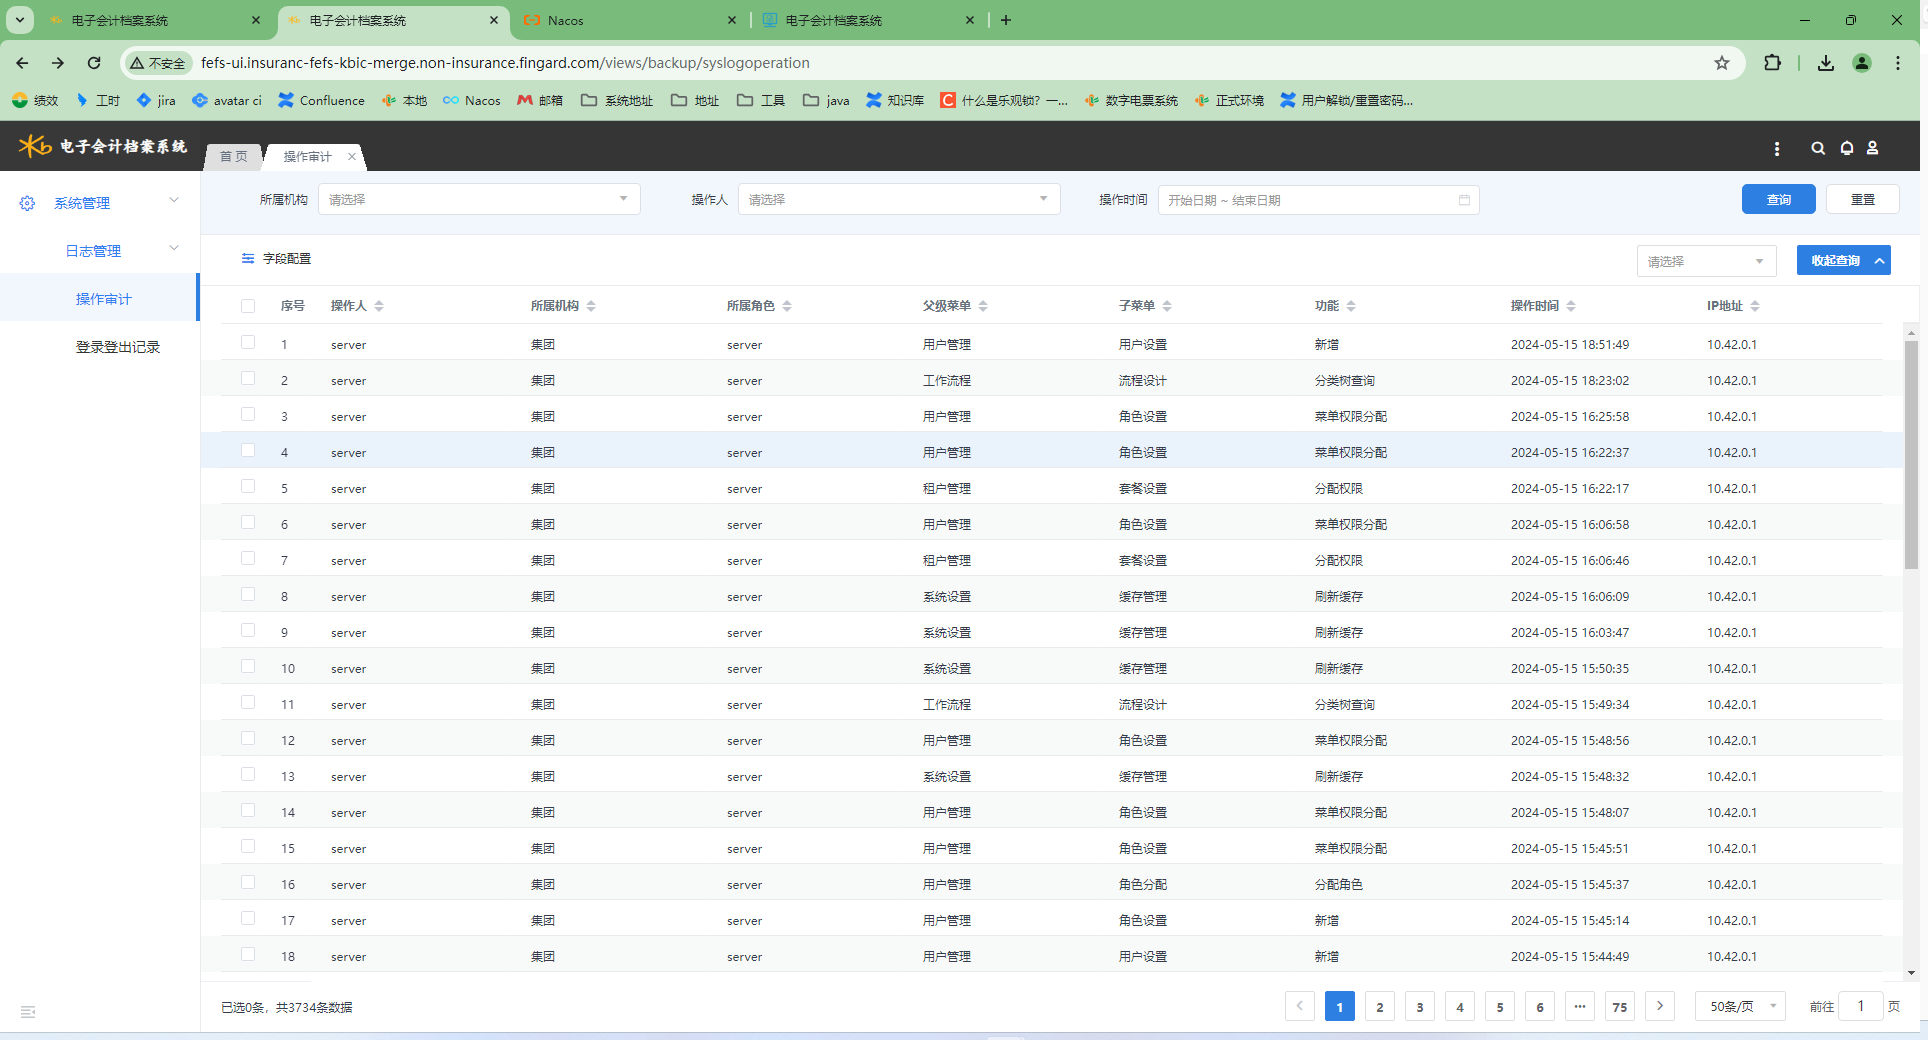 电子会计档案系统 电子会计档案系统 Nacos 电子会计档案系统
不安全 fefs-ui.insuranc-fefs-kbic-merge.non-insurance.fingard.com/views/backup/syslogoperation
绩效 工时 jira avatar ci Confluence 本地 Nacos 邮箱 系统地址 地址 工具 java 知识库 什么是乐观锁？一... 数字电票系统 正式环境 用户解锁/重置密码...
电子会计档案系统 首 页 操作审计
系统管理
日志管理
操作审计
登录登出记录
所属机构 请选择 操作人 请选择 操作时间 开始日期 ~ 结束日期 查询 重置
字段配置 请选择 收起查询
序号 操作人 所属机构 所属角色 父级菜单 子菜单 功能 操作时间 IP地址
1 server 集团 server 用户管理 用户设置 新增 2024-05-15 18:51:49 10.42.0.1
2 server 集团 server 工作流程 流程设计 分类树查询 2024-05-15 18:23:02 10.42.0.1
3 server 集团 server 用户管理 角色设置 菜单权限分配 2024-05-15 16:25:58 10.42.0.1
4 server 集团 server 用户管理 角色设置 菜单权限分配 2024-05-15 16:22:37 10.42.0.1
5 server 集团 server 租户管理 套餐设置 分配权限 2024-05-15 16:22:17 10.42.0.1
6 server 集团 server 用户管理 角色设置 菜单权限分配 2024-05-15 16:06:58 10.42.0.1
7 server 集团 server 租户管理 套餐设置 分配权限 2024-05-15 16:06:46 10.42.0.1
8 server 集团 server 系统设置 缓存管理 刷新缓存 2024-05-15 16:06:09 10.42.0.1
9 server 集团 server 系统设置 缓存管理 刷新缓存 2024-05-15 16:03:47 10.42.0.1
10 server 集团 server 系统设置 缓存管理 刷新缓存 2024-05-15 15:50:35 10.42.0.1
11 server 集团 server 工作流程 流程设计 分类树查询 2024-05-15 15:49:34 10.42.0.1
12 server 集团 server 用户管理 角色设置 菜单权限分配 2024-05-15 15:48:56 10.42.0.1
13 server 集团 server 系统设置 缓存管理 刷新缓存 2024-05-15 15:48:32 10.42.0.1
14 server 集团 server 用户管理 角色设置 菜单权限分配 2024-05-15 15:48:07 10.42.0.1
15 server 集团 server 用户管理 角色设置 菜单权限分配 2024-05-15 15:45:51 10.42.0.1
16 server 集团 server 用户管理 角色分配 分配角色 2024-05-15 15:45:37 10.42.0.1
17 server 集团 server 用户管理 角色设置 新增 2024-05-15 15:45:14 10.42.0.1
18 server 集团 server 用户管理 用户设置 新增 2024-05-15 15:44:49 10.42.0.1
已选0条，共3734条数据 1 2 3 4 5 6 ... 75 50条/页 前往 1 页